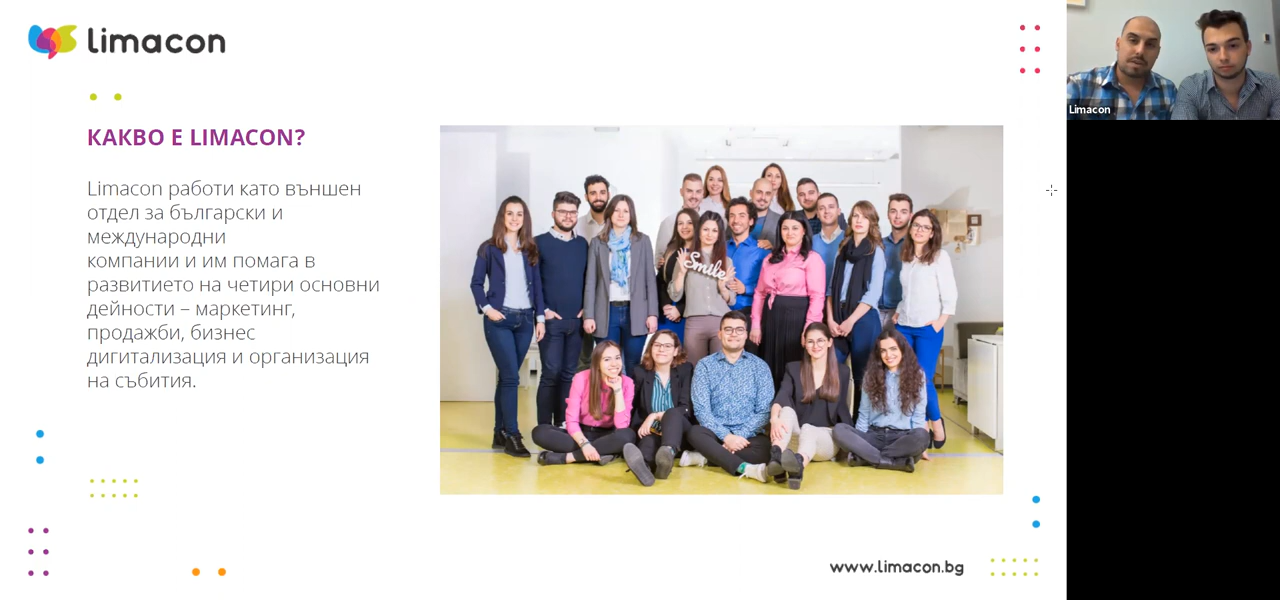 limacon
КАКВО Е LIMACON?
Limacon работи като външен
отдел за български и
международни
компании и им помага в
развитието на четири основни
дейности – маркетинг,
продажби, бизнес
дигитализация и организация
на събития.
Smile
www.limacon.bg
Limacon